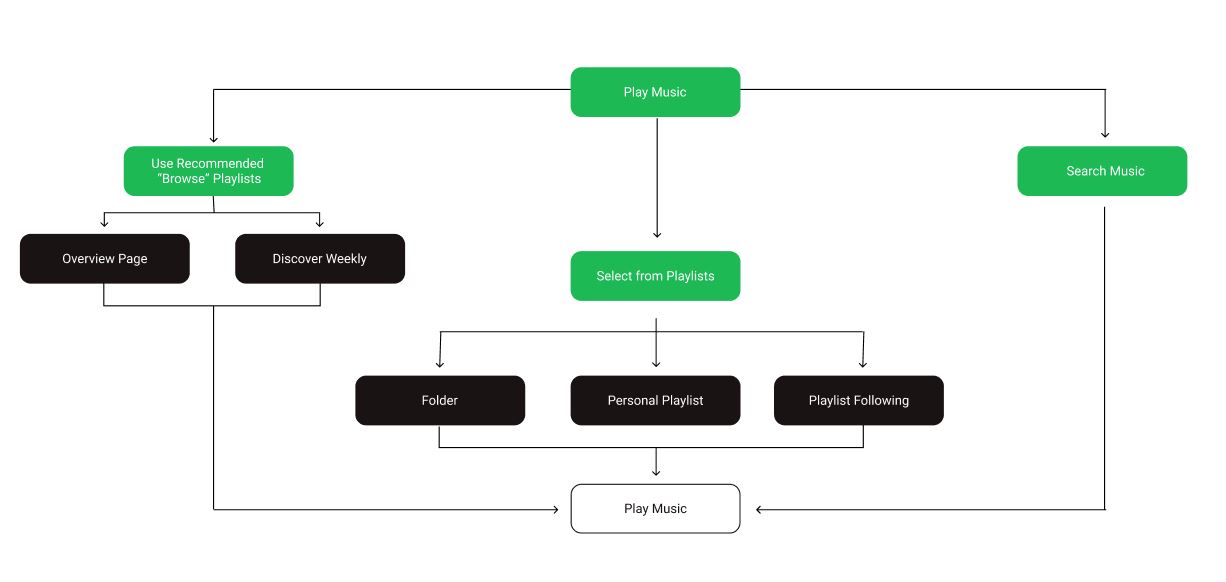 Play Music
Use Recommended
“Browse” Playlists
Search Music
Overview Page
Discover Weekly
Select from Playlists
Folder
Personal Playlist
Playlist Following
Play Music